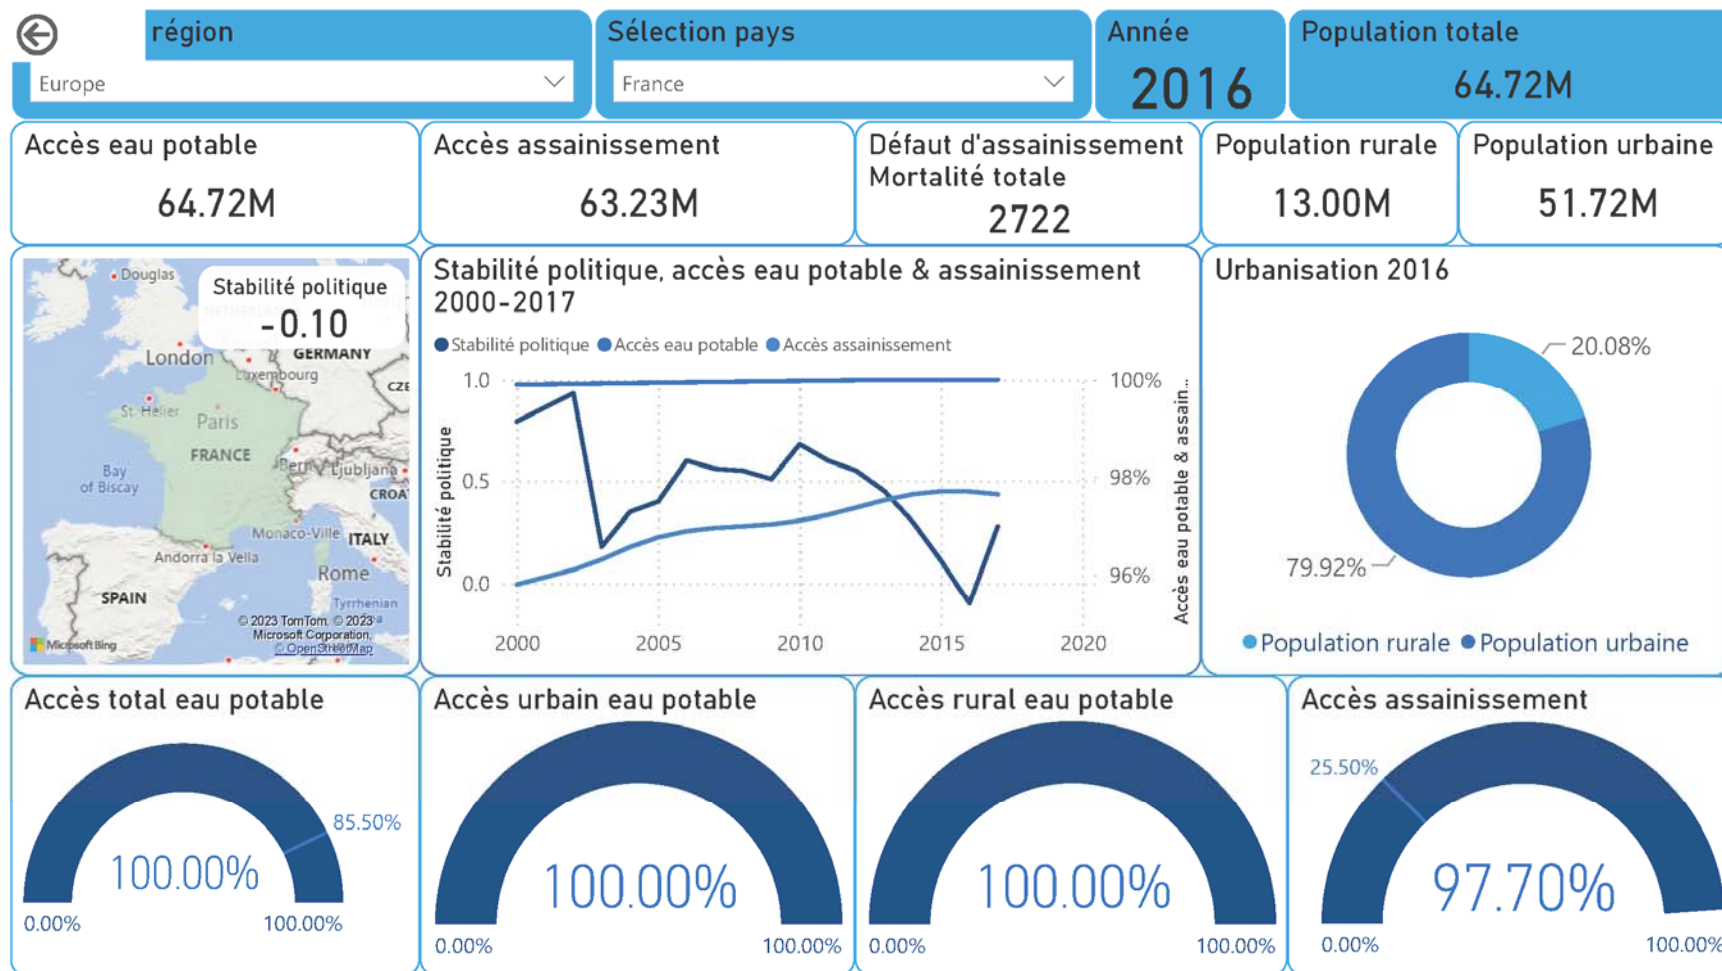 région
Europe
Sélection pays
France
Année
2016
Population totale
64.72M
Accès eau potable
64.72M
Accès assainissement
63.23M
Défaut d'assainissement
Mortalité totale
2722
Population rurale
13.00M
Population urbaine
51.72M
Stabilité politique
-0.10
Douglas
London
GERMANY
Luxembourg
St. Helier
Paris
FRANCE
Bern
Ljubljana
Bay
of Biscay
Monaco-Ville
ITALY
Andorra la Vella
Rome
SPAIN
Tyrrhenian
© 2023 TomTom, © 2023
Microsoft Corporation,
© OpenStreetMap
Microsoft Bing
Stabilité politique, accès eau potable & assainissement
2000-2017
Stabilité politique Accès eau potable Accès assainissement
1.0
0.5
0.0
Stabilité politique
100%
98%
96%
Accès eau potable & assain...
2000 2005 2010 2015 2020
Urbanisation 2016
20.08%
79.92%
Population rurale Population urbaine
Accès total eau potable
85.50%
100.00%
0.00% 100.00%
Accès urbain eau potable
100.00%
0.00% 100.00%
Accès rural eau potable
100.00%
0.00% 100.00%
Accès assainissement
25.50%
97.70%
0.00% 100.00%